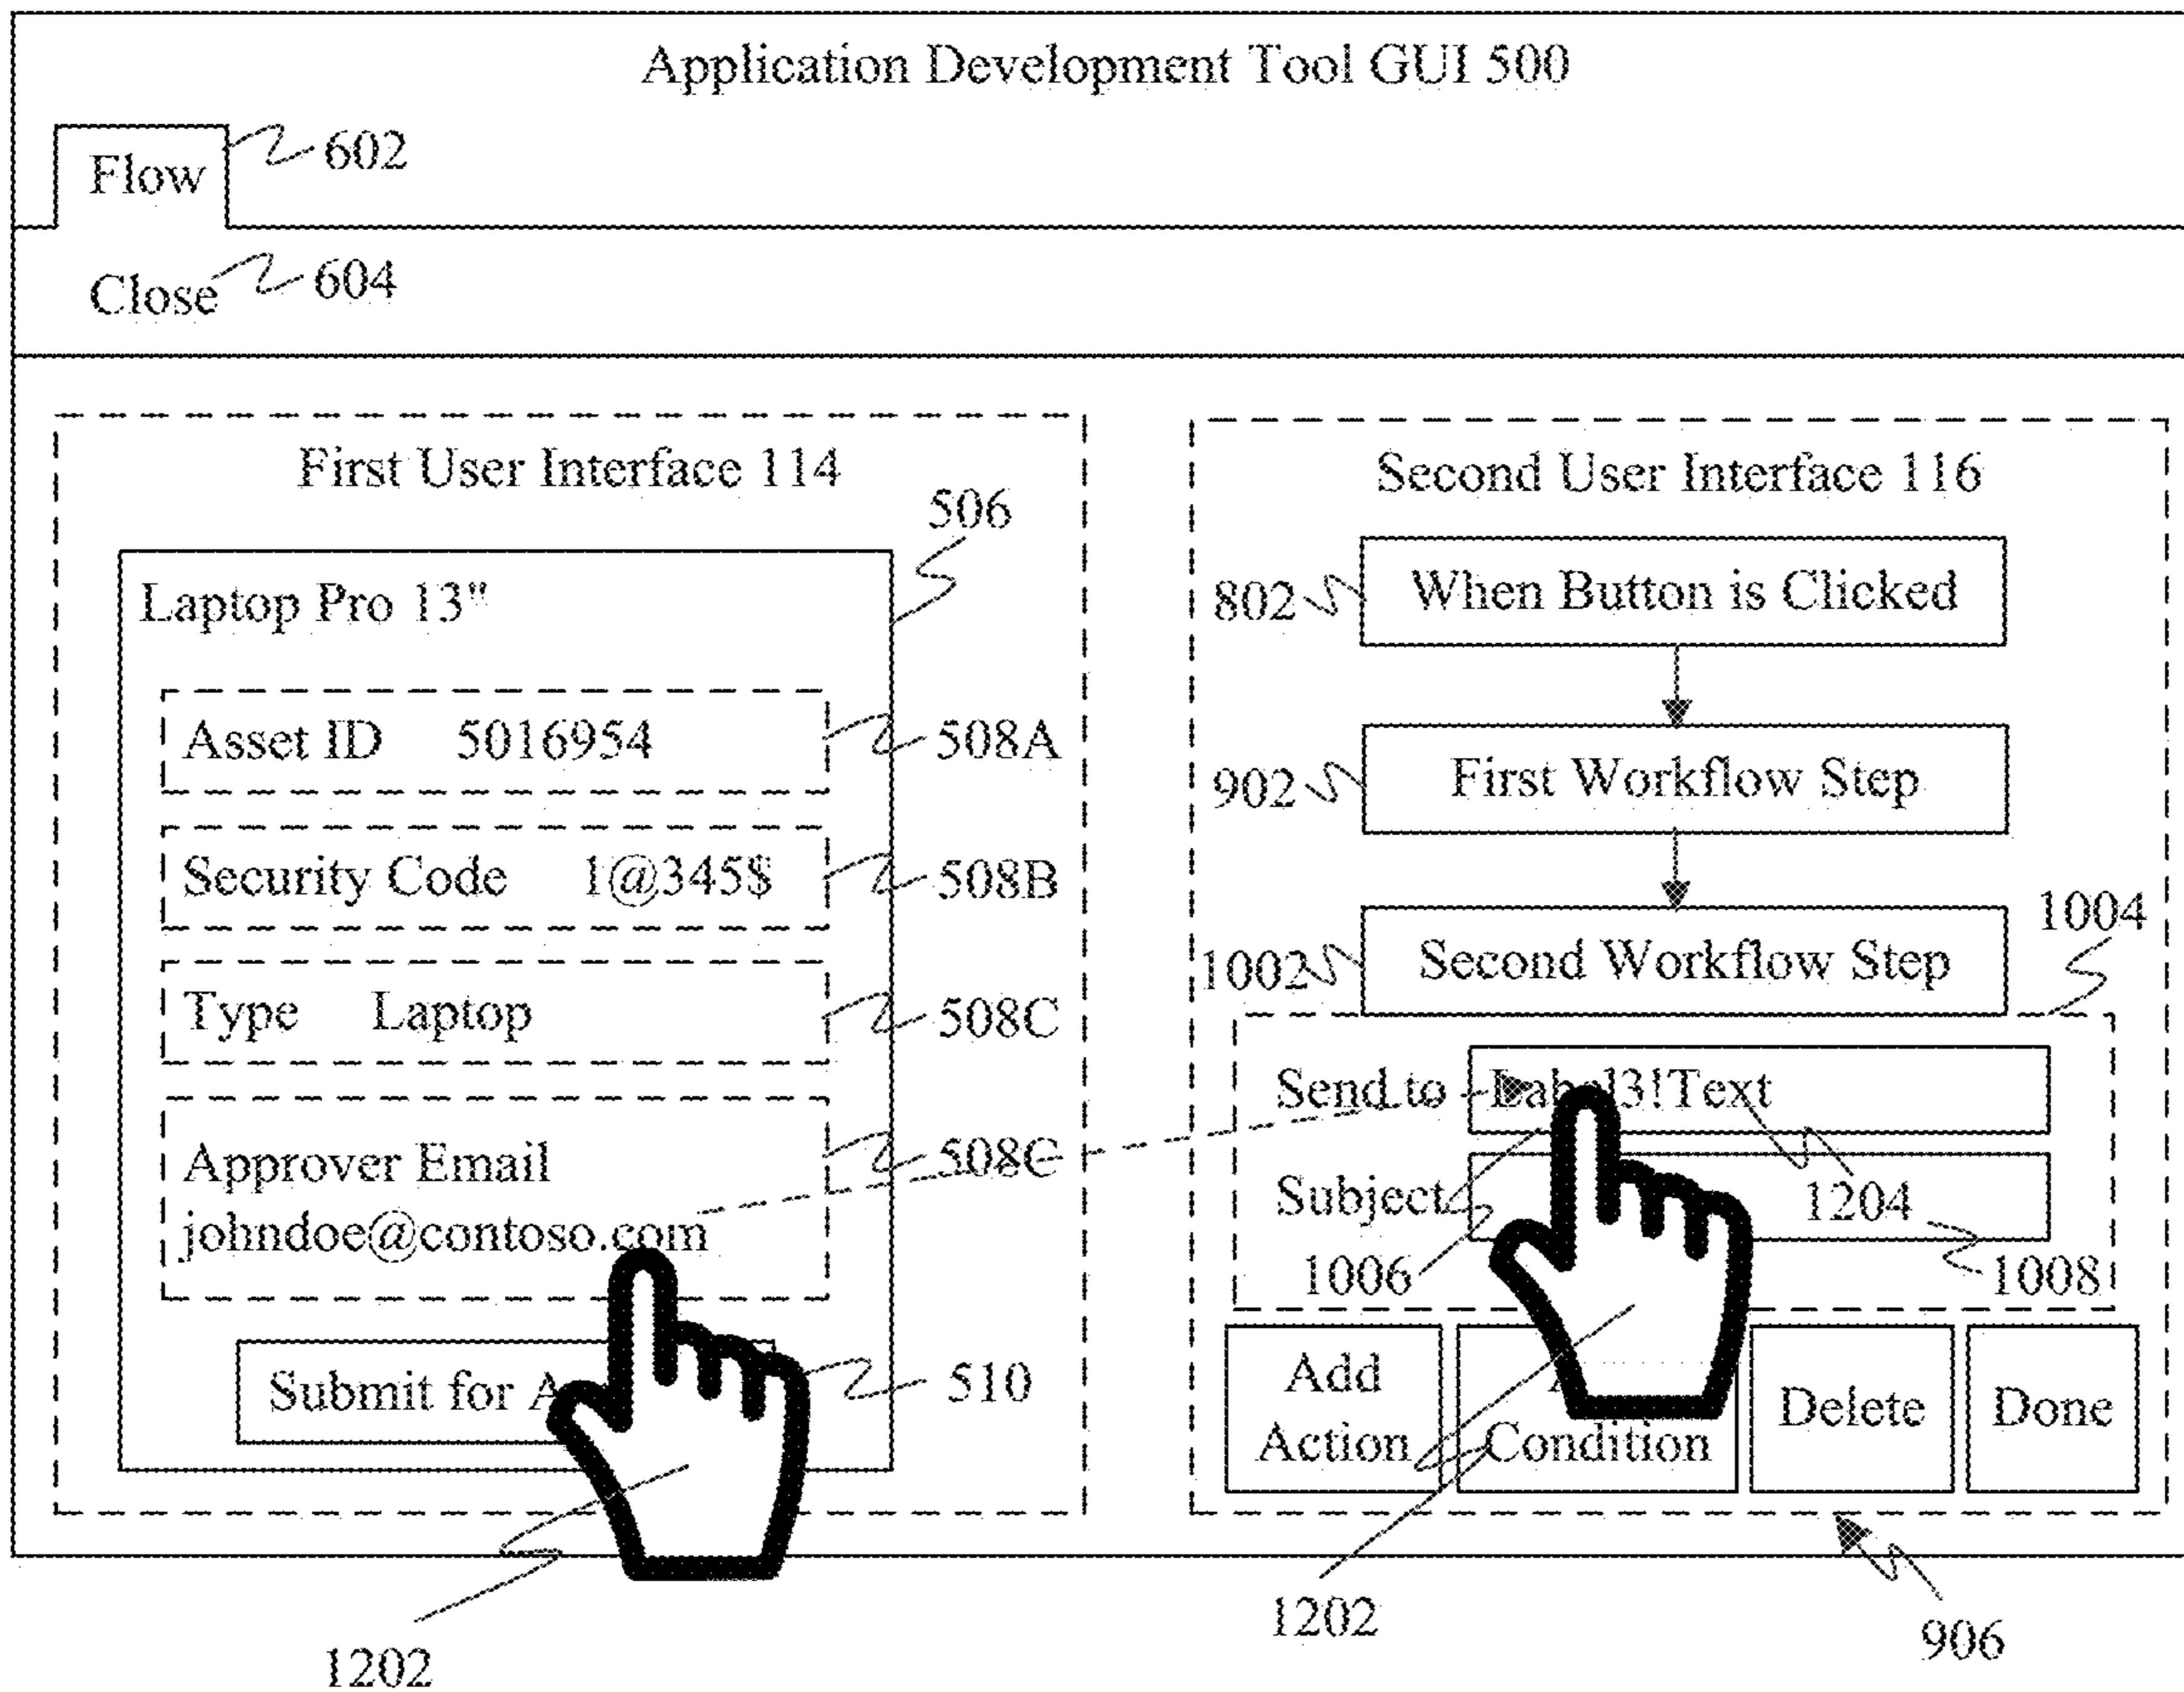 Application Development Tool GUI 500
Flow 602
Close 604
First User Interface 114
506
Laptop Pro 13"
Asset ID 5016954 508A
Security Code 1@345$ 508B
Type Laptop 508C
Approver Email 508C
johndoe@contoso.com
Submit for 510
1202
Second User Interface 116
802 When Button is Clicked
902 First Workflow Step
1004
1002 Second Workflow Step
Send to Label3!Text
Subject 1204
1006 1008
Add
Action
Condition
Delete
Done
1202
906